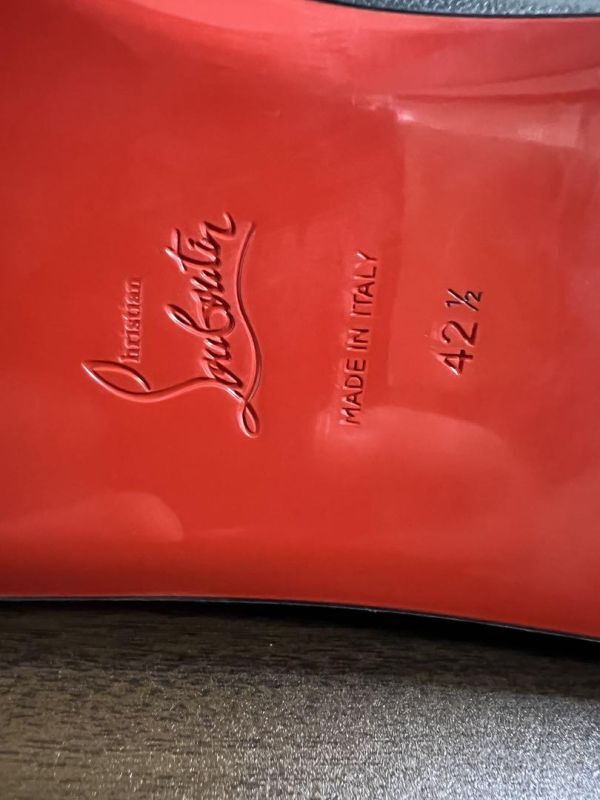 Christian
Louboutin
MADE IN ITALY
42 ½